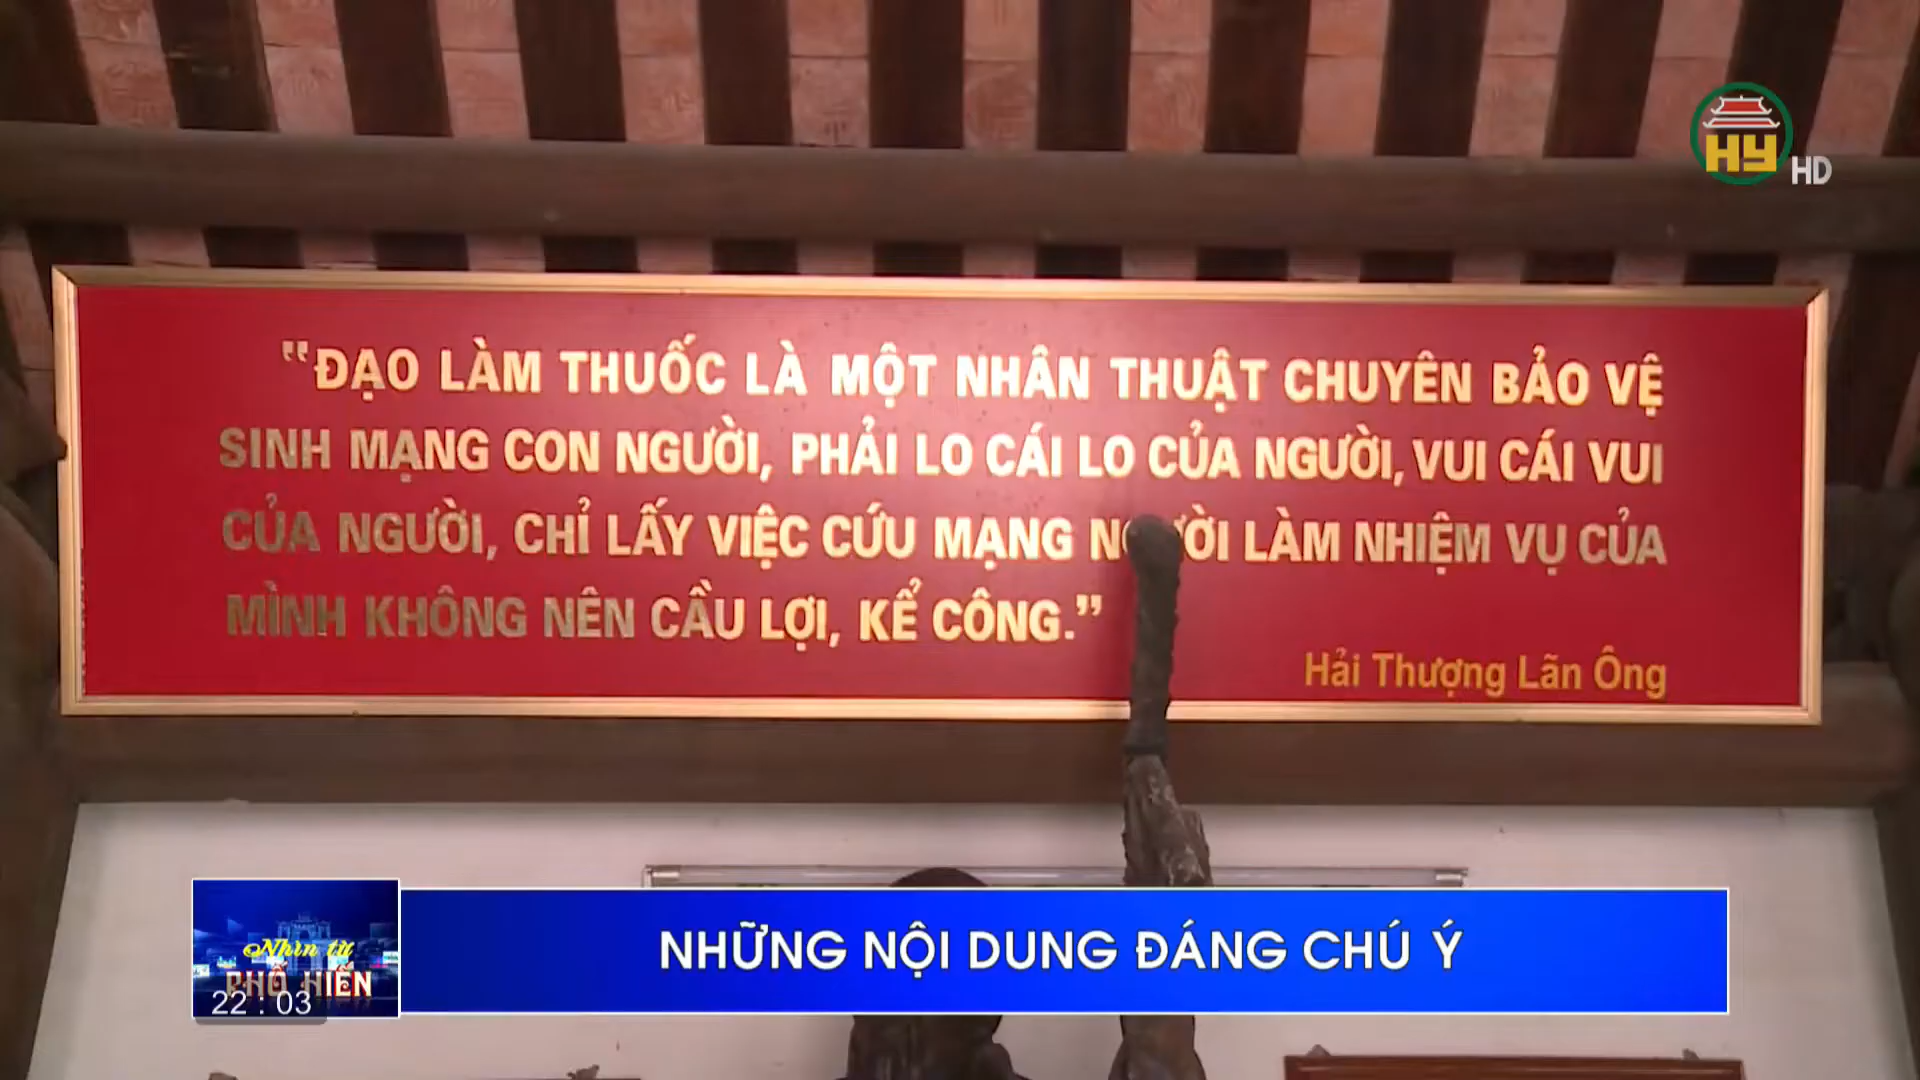 HY HD
“ĐẠO LÀM THUỐC LÀ MỘT NHÂN THUẬT CHUYÊN BẢO VỆ
SINH MẠNG CON NGƯỜI, PHẢI LO CÁI LO CỦA NGƯỜI, VUI CÁI VUI
CỦA NGƯỜI, CHỈ LẤY VIỆC CỨU MẠNG NGƯỜI LÀM NHIỆM VỤ CỦA
MÌNH KHÔNG NÊN CẦU LỢI, KỂ CÔNG.”
Hải Thượng Lãn Ông
Nhìn từ
PHỐ HIẾN
22 : 03
NHỮNG NỘI DUNG ĐÁNG CHÚ Ý